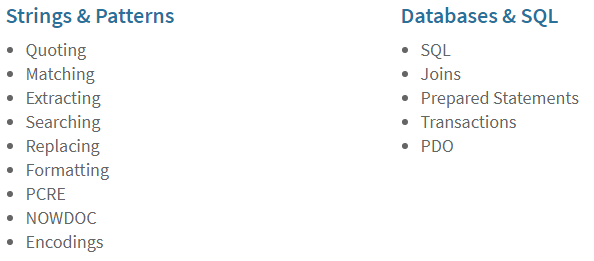 Strings & Patterns
Quoting
Matching
Extracting
Searching
Replacing
Formatting
PCRE
NOWDOC
Encodings
Databases & SQL
SQL
Joins
Prepared Statements
Transactions
PDO